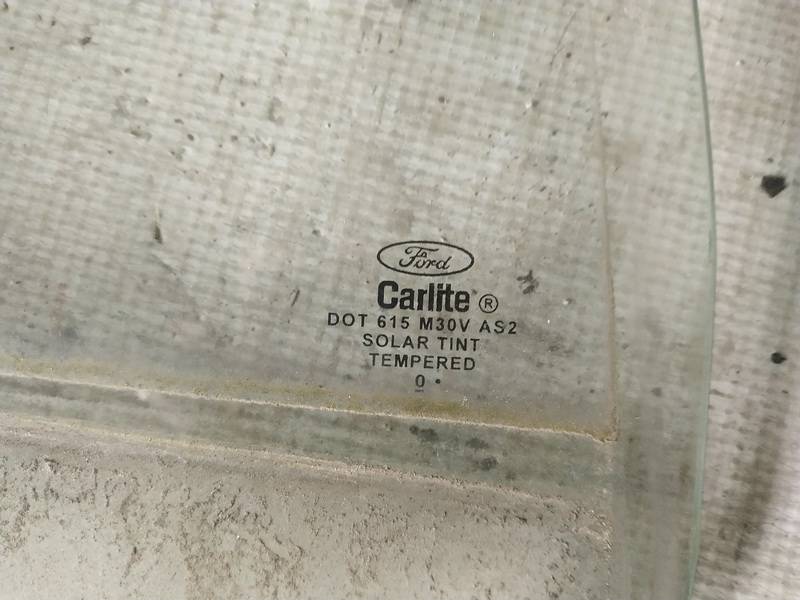 Ford
Carlite ®
DOT 615 M30V AS2
SOLAR TINT
TEMPERED
0 •